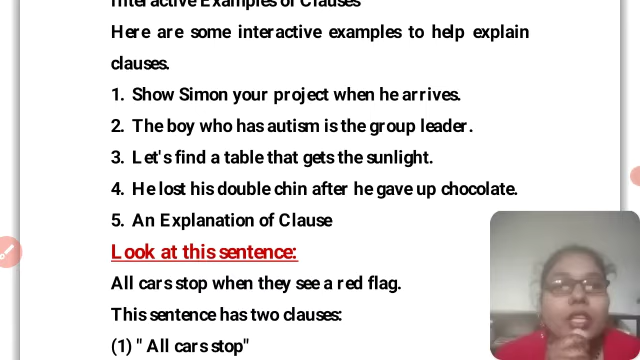 Interactive Examples of Clauses
Here are some interactive examples to help explain
clauses.
1. Show Simon your project when he arrives.
2. The boy who has autism is the group leader.
3. Let's find a table that gets the sunlight.
4. He lost his double chin after he gave up chocolate.
5. An Explanation of Clause
Look at this sentence:
All cars stop when they see a red flag.
This sentence has two clauses:
(1) " All cars stop"